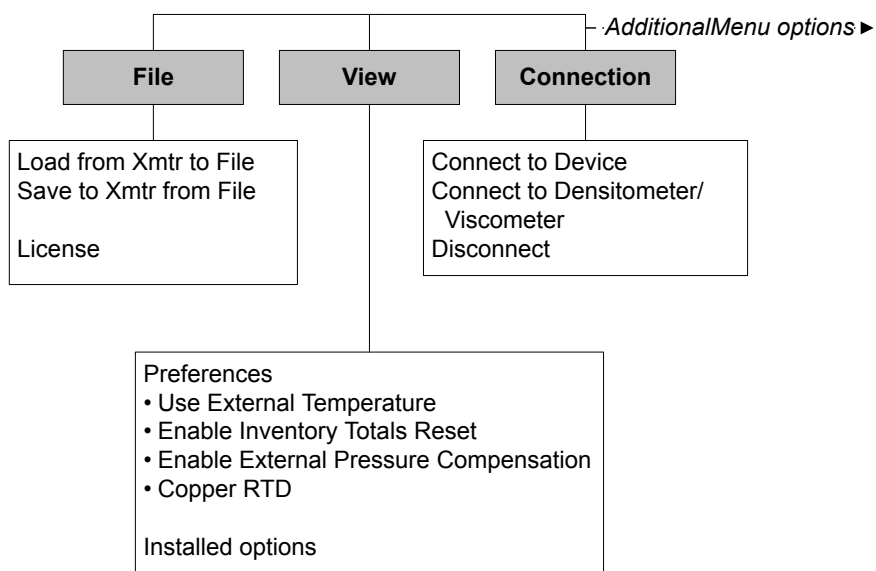 AdditionalMenu options ►
File
View
Connection
Load from Xmtr to File
Save to Xmtr from File
License
Connect to Device
Connect to Densitometer/
Viscometer
Disconnect
Preferences
• Use External Temperature
• Enable Inventory Totals Reset
• Enable External Pressure Compensation
• Copper RTD
Installed options